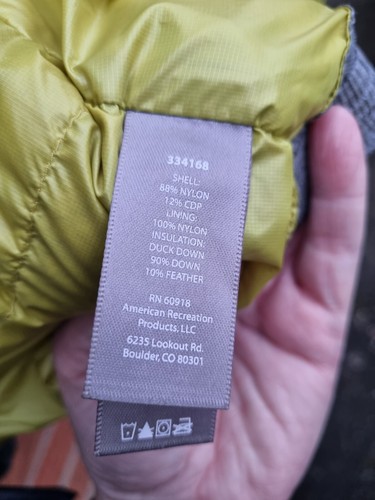 334168
SHELL:
88% NYLON
12% CDP
LINING:
100% NYLON
INSULATION:
DUCK DOWN
90% DOWN
10% FEATHER
RN 60918
American Recreation
Products, LLC
6235 Lookout Rd.
Boulder, CO 80301